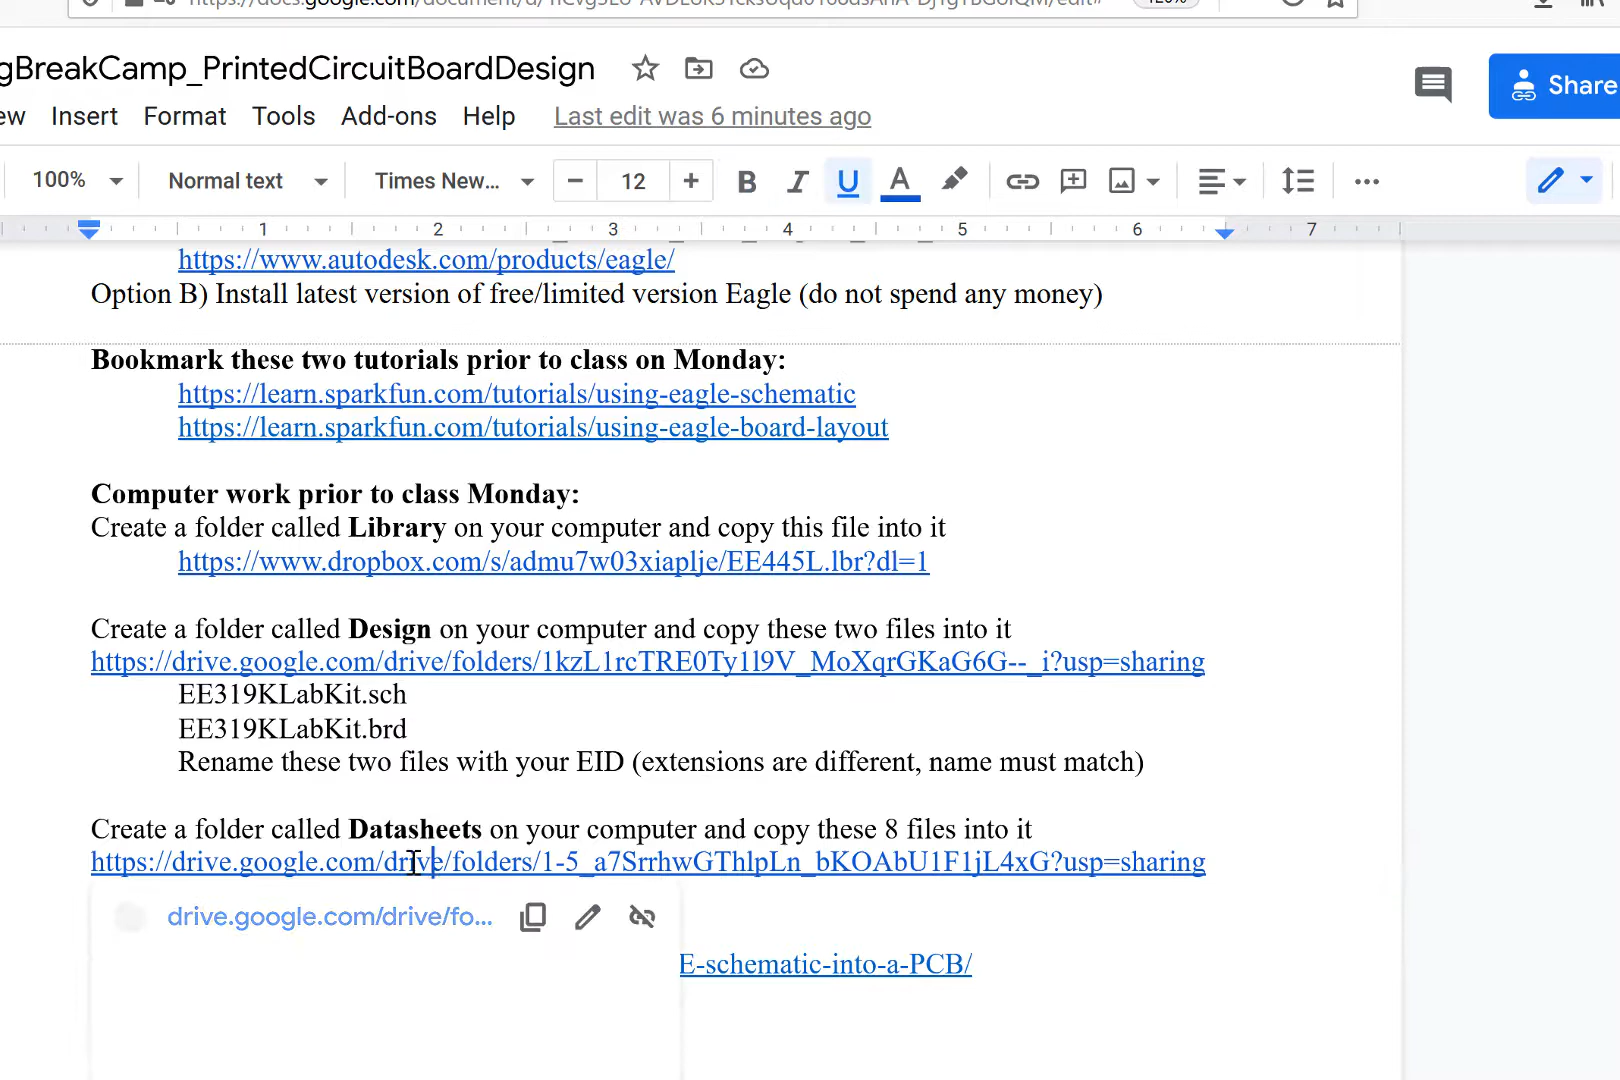 gBreakCamp_PrintedCircuitBoardDesign
Share
ew Insert Format Tools Add-ons Help Last edit was 6 minutes ago
100% Normal text Times New... 12 B I U A
1 2 3 4 5 6 7
https://www.autodesk.com/products/eagle/
Option B) Install latest version of free/limited version Eagle (do not spend any money)
Bookmark these two tutorials prior to class on Monday:
https://learn.sparkfun.com/tutorials/using-eagle-schematic
https://learn.sparkfun.com/tutorials/using-eagle-board-layout
Computer work prior to class Monday:
Create a folder called Library on your computer and copy this file into it
https://www.dropbox.com/s/admu7w03xiaplje/EE445L.lbr?dl=1
Create a folder called Design on your computer and copy these two files into it
https://drive.google.com/drive/folders/1kzL1rcTRE0Ty1l9V_MoXqrGKaG6G--_i?usp=sharing
EE319KLabKit.sch
EE319KLabKit.brd
Rename these two files with your EID (extensions are different, name must match)
Create a folder called Datasheets on your computer and copy these 8 files into it
https://drive.google.com/drive/folders/1-5_a7SrrhwGThlpLn_bKOAbU1F1jL4xG?usp=sharing
drive.google.com/drive/fo...
E-schematic-into-a-PCB/